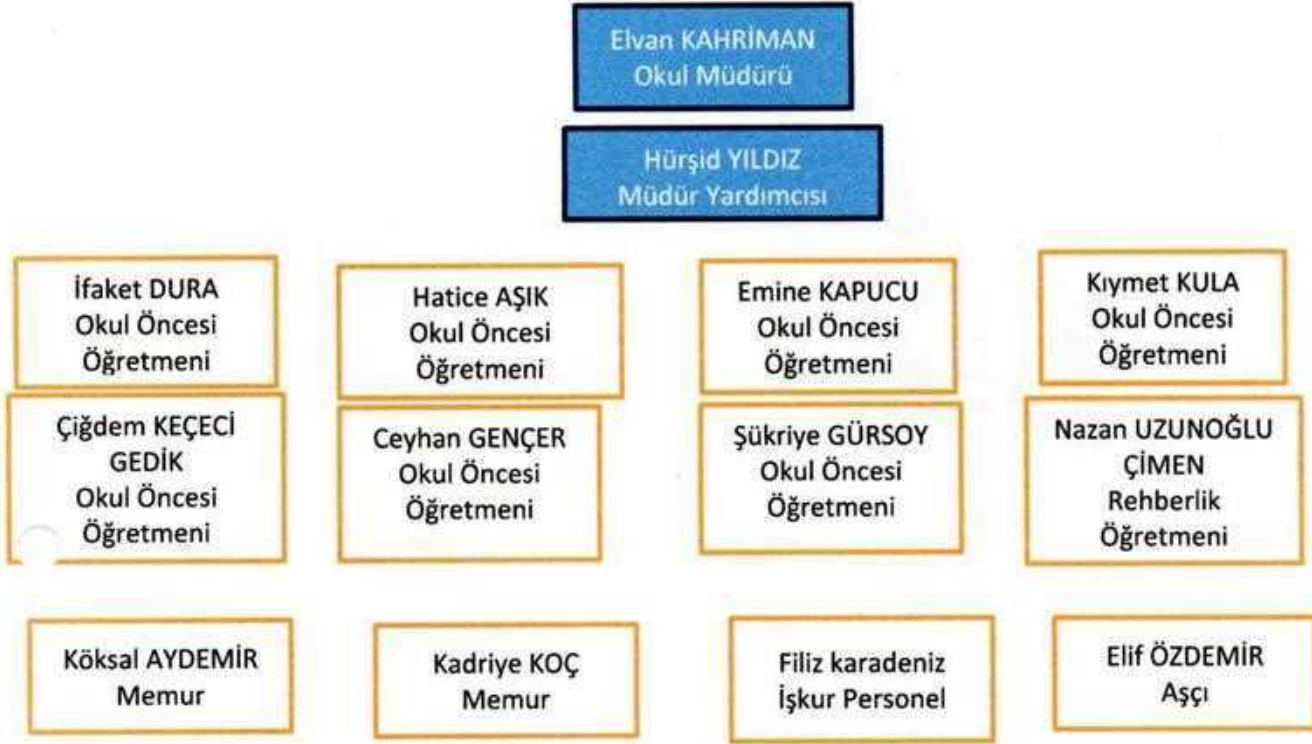 Elvan KAHRİMAN
Okul Müdürü
Hürşid YILDIZ
Müdür Yardımcısı
İfaket DURA
Okul Öncesi
Öğretmeni
Hatice AŞIK
Okul Öncesi
Öğretmeni
Emine KAPUCU
Okul Öncesi
Öğretmeni
Kıymet KULA
Okul Öncesi
Öğretmeni
Çiğdem KEÇECİ
GEDİK
Okul Öncesi
Öğretmeni
Ceyhan GENÇER
Okul Öncesi
Öğretmeni
Şükriye GÜRSOY
Okul Öncesi
Öğretmeni
Nazan UZUNOĞLU
ÇİMEN
Rehberlik
Öğretmeni
Köksal AYDEMİR
Memur
Kadriye KOÇ
Memur
Filiz karadeniz
İşkur Personel
Elif ÖZDEMİR
Aşçı